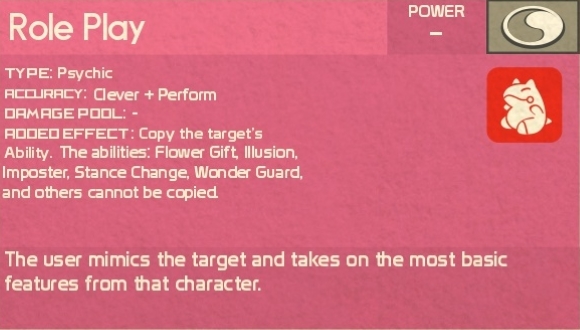 Role Play
POWER
–
TYPE: Psychic
ACCURACY: Clever + Perform
DAMAGE POOL: -
ADDED EFFECT: Copy the target's
Ability. The abilities: Flower Gift, Illusion,
Imposter, Stance Change, Wonder Guard,
and others cannot be copied.
The user mimics the target and takes on the most basic
features from that character.